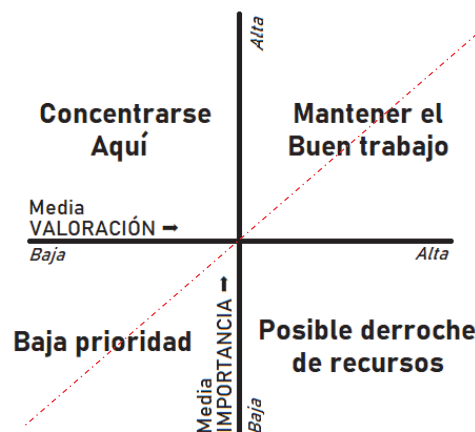 Alta
Concentrarse
Aquí
Mantener el
Buen trabajo
Media
VALORACIÓN ➞
Baja
Alta
Baja prioridad
Media
IMPORTANCIA ➞
Baja
Posible derroche
de recursos